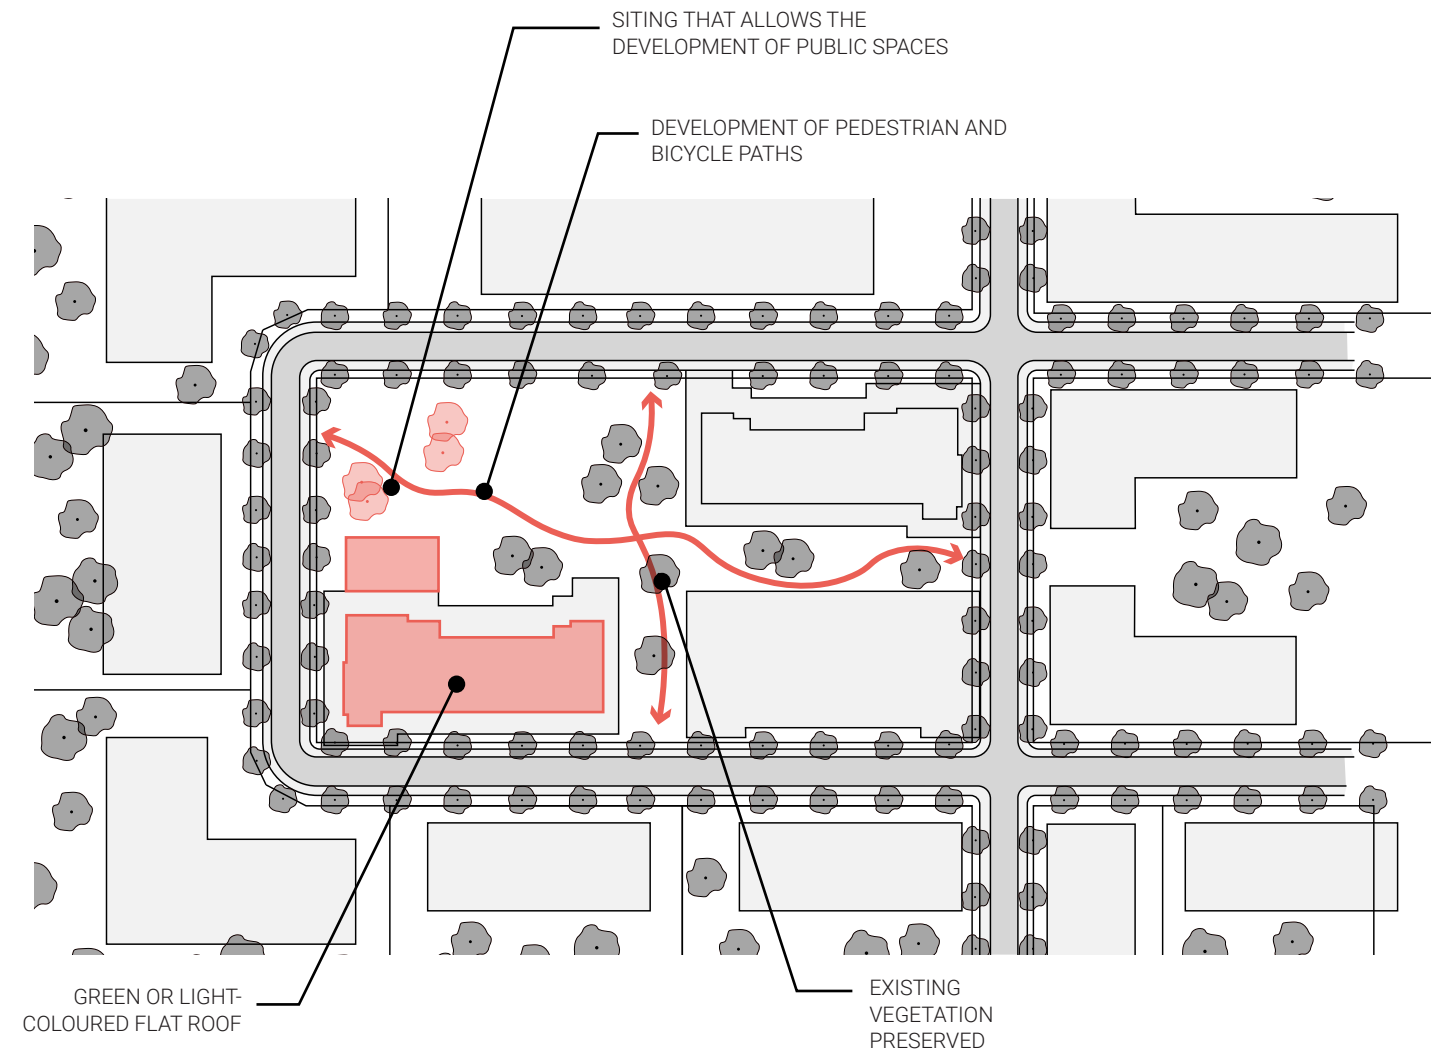 SITING THAT ALLOWS THE
DEVELOPMENT OF PUBLIC SPACES
DEVELOPMENT OF PEDESTRIAN AND
BICYCLE PATHS
GREEN OR LIGHT-
COLOURED FLAT ROOF
EXISTING
VEGETATION
PRESERVED